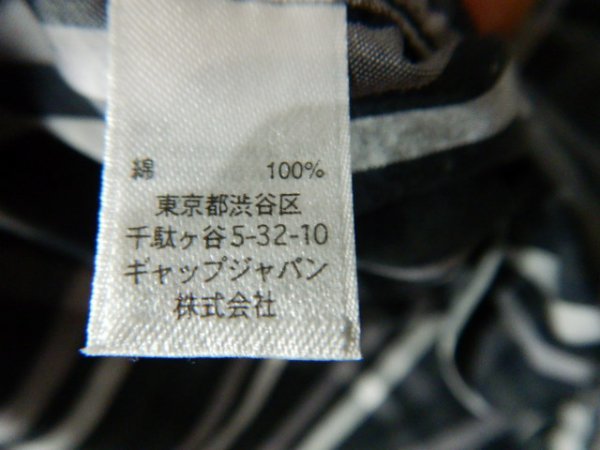 綿 100%
東京都渋谷区
千駄ヶ谷5-32-10
ギャップジャパン
株式会社